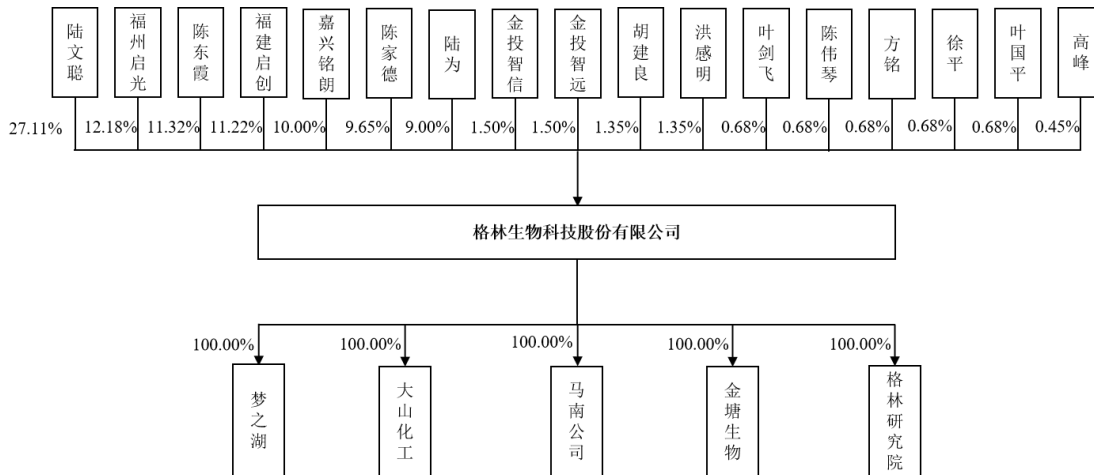 陆文聪
福州启光
陈东霞
福建启创
嘉兴铭朗
陈家德
陆为
金投智信
金投智远
胡建良
洪感明
叶剑飞
陈伟琴
方铭
徐平
叶国平
高峰
27.11%
12.18%
11.32%
11.22%
10.00%
9.65%
9.00%
1.50%
1.50%
1.35%
1.35%
0.68%
0.68%
0.68%
0.68%
0.68%
0.45%
格林生物科技股份有限公司
100.00%
100.00%
100.00%
100.00%
100.00%
梦之湖
大山化工
马南公司
金塘生物
格林研究院